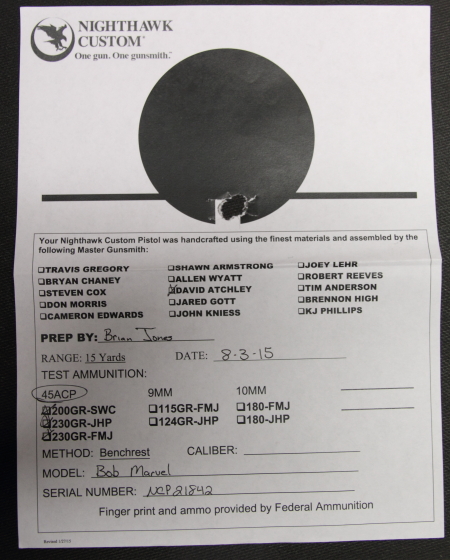 NIGHTHAWK
CUSTOM
One gun. One gunsmith.™
Your Nighthawk Custom Pistol was handcrafted using the finest materials and assembled by the
following Master Gunsmith:
☐TRAVIS GREGORY ☐SHAWN ARMSTRONG ☐JOEY LEHR
☐BRYAN CHANEY ☐ALLEN WYATT ☐ROBERT REEVES
☐STEVEN COX ☒DAVID ATCHLEY ☐TIM ANDERSON
☐DON MORRIS ☐JARED GOTT ☐BRENNON HIGH
☐CAMERON EDWARDS ☐JOHN KNIESS ☐KJ PHILLIPS
PREP BY: Brian Jones
RANGE: 15 Yards DATE: 8-3-15
TEST AMMUNITION:
45ACP 9MM 10MM
☒200GR-SWC ☐115GR-FMJ ☐180-FMJ
☒230GR-JHP ☐124GR-JHP ☐180-JHP
☒230GR-FMJ
METHOD: Benchrest CALIBER:
MODEL: Bob Marvel
SERIAL NUMBER: NCP21842
Finger print and ammo provided by Federal Ammunition